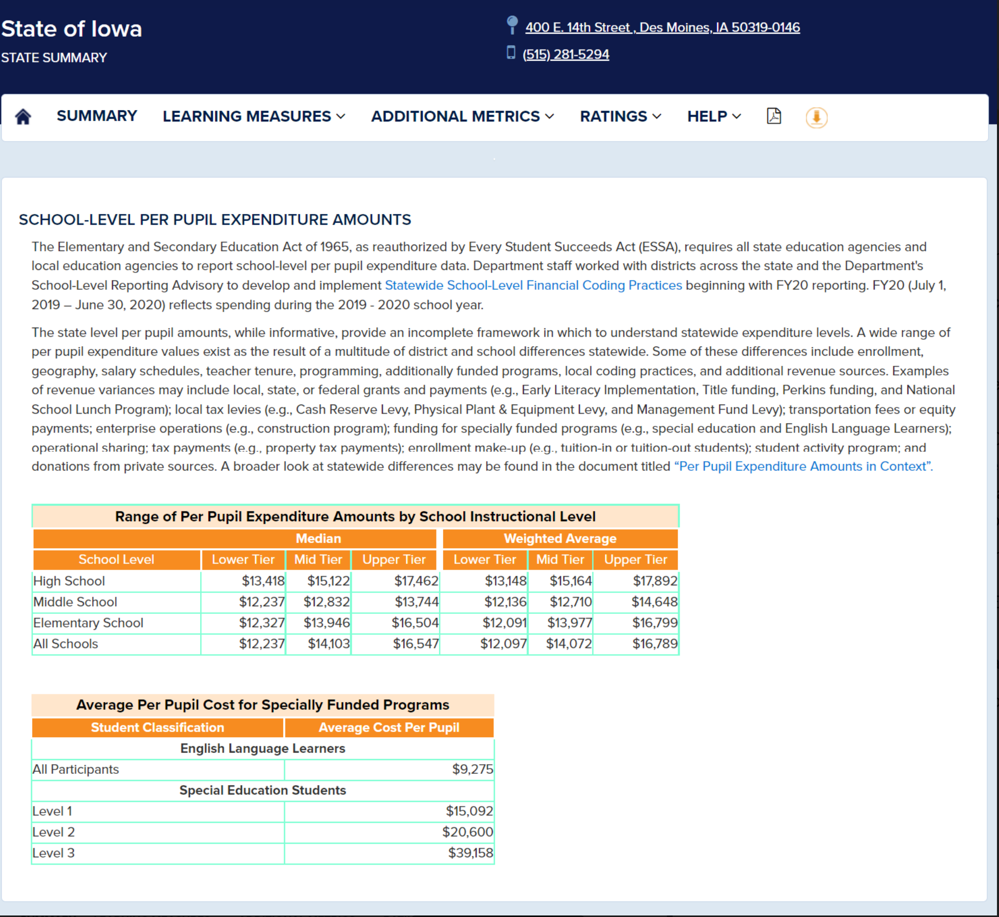 State of Iowa
STATE SUMMARY
400 E. 14th Street , Des Moines, IA 50319-0146
(515) 281-5294
SUMMARY LEARNING MEASURES ADDITIONAL METRICS RATINGS HELP
SCHOOL-LEVEL PER PUPIL EXPENDITURE AMOUNTS
The Elementary and Secondary Education Act of 1965, as reauthorized by Every Student Succeeds Act (ESSA), requires all state education agencies and
local education agencies to report school-level per pupil expenditure data. Department staff worked with districts across the state and the Department's
School-Level Reporting Advisory to develop and implement Statewide School-Level Financial Coding Practices beginning with FY20 reporting. FY20 (July 1,
2019 – June 30, 2020) reflects spending during the 2019 - 2020 school year.
The state level per pupil amounts, while informative, provide an incomplete framework in which to understand statewide expenditure levels. A wide range of
per pupil expenditure values exist as the result of a multitude of district and school differences statewide. Some of these differences include enrollment,
geography, salary schedules, teacher tenure, programming, additionally funded programs, local coding practices, and additional revenue sources. Examples
of revenue variances may include local, state, or federal grants and payments (e.g., Early Literacy Implementation, Title funding, Perkins funding, and National
School Lunch Program); local tax levies (e.g., Cash Reserve Levy, Physical Plant & Equipment Levy, and Management Fund Levy); transportation fees or equity
payments; enterprise operations (e.g., construction program); funding for specially funded programs (e.g., special education and English Language Learners);
operational sharing; tax payments (e.g., property tax payments); enrollment make-up (e.g., tuition-in or tuition-out students); student activity program; and
donations from private sources. A broader look at statewide differences may be found in the document titled “Per Pupil Expenditure Amounts in Context”.
Range of Per Pupil Expenditure Amounts by School Instructional Level
Median Weighted Average
School Level Lower Tier Mid Tier Upper Tier Lower Tier Mid Tier Upper Tier
High School $13,418 $15,122 $17,462 $13,148 $15,164 $17,892
Middle School $12,237 $12,832 $13,744 $12,136 $12,710 $14,648
Elementary School $12,327 $13,946 $16,504 $12,091 $13,977 $16,799
All Schools $12,237 $14,103 $16,547 $12,097 $14,072 $16,789
Average Per Pupil Cost for Specially Funded Programs
Student Classification Average Cost Per Pupil
English Language Learners
All Participants $9,275
Special Education Students
Level 1 $15,092
Level 2 $20,600
Level 3 $39,158